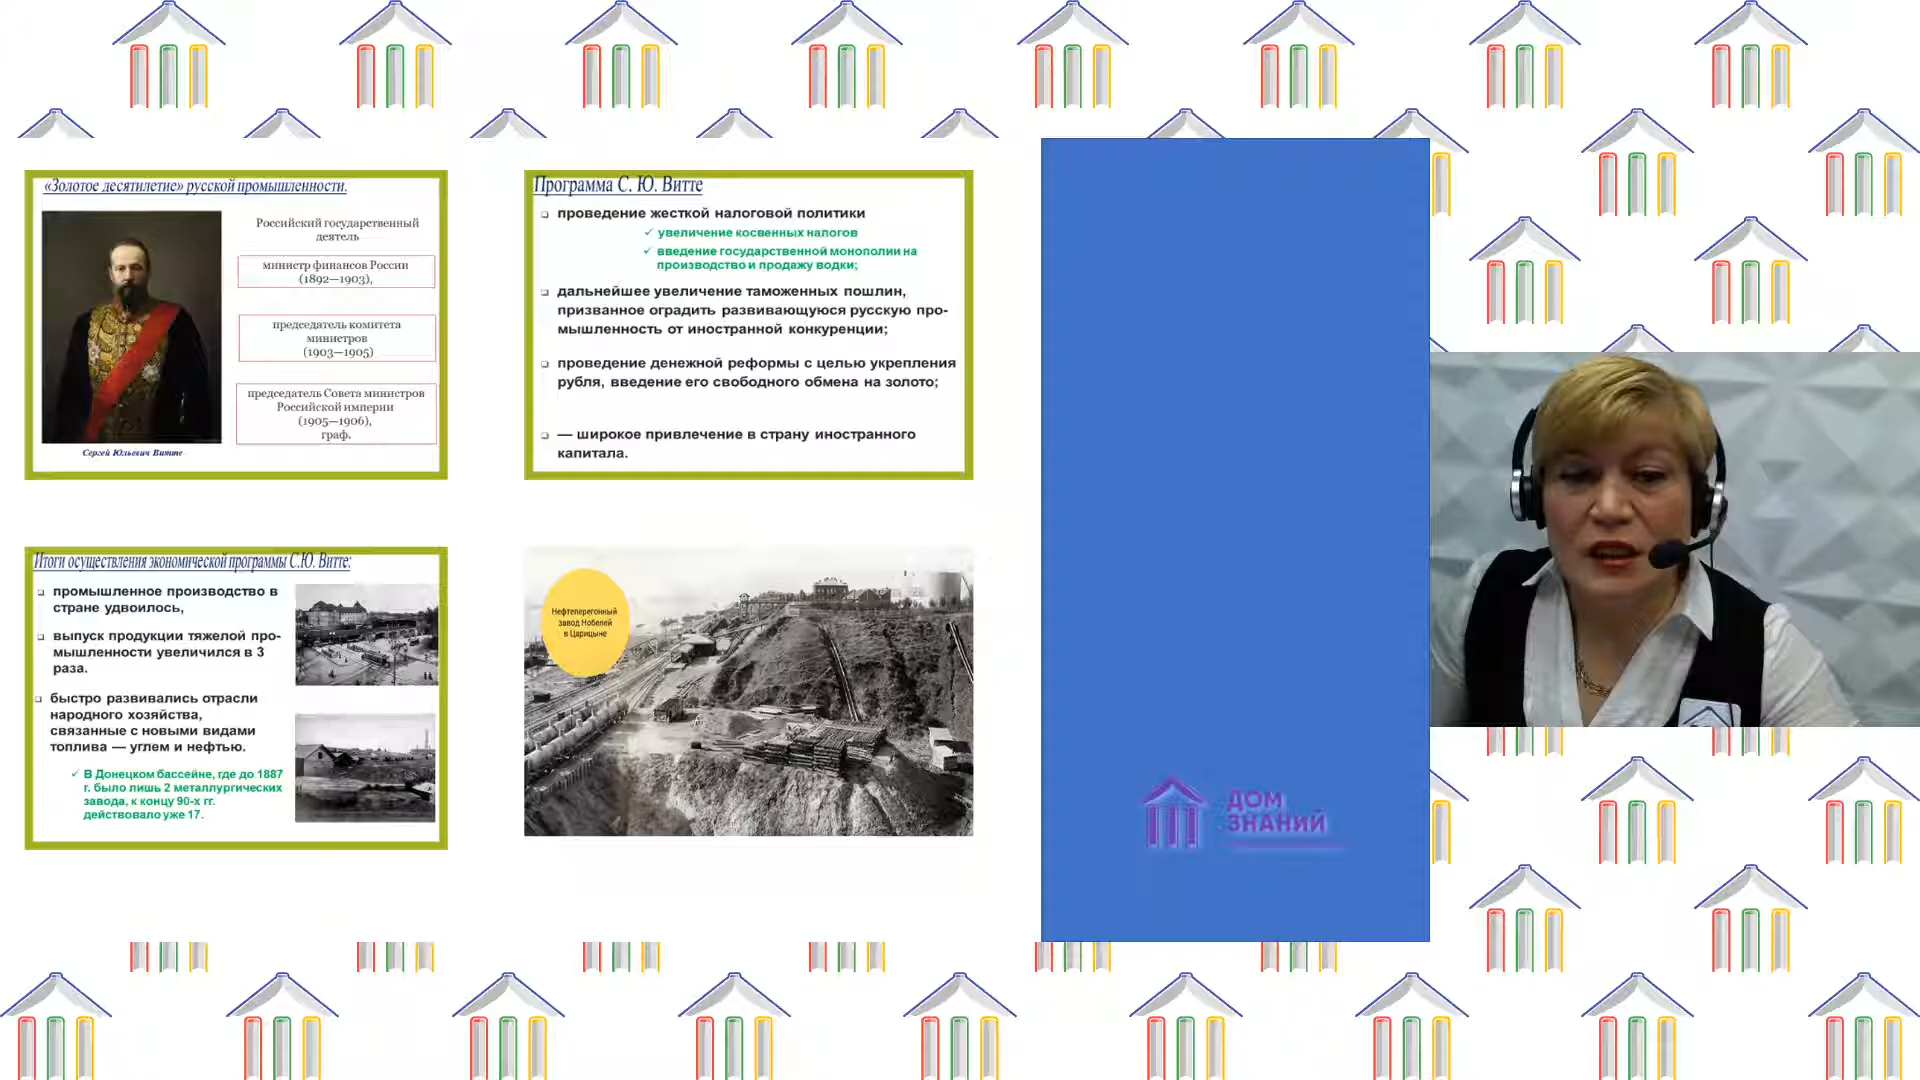 «Золотое десятилетие» русской промышленности.
Российский государственный
деятель
министр финансов России
(1892—1903),
председатель комитета
министров
(1903—1905)
председатель Совета министров
Российской империи
(1905—1906),
граф.
Сергей Юльевич Витте
Программа С. Ю. Витте
проведение жесткой налоговой политики
увеличение косвенных налогов
введение государственной монополии на
производство и продажу водки;
дальнейшее увеличение таможенных пошлин,
призванное оградить развивающуюся русскую про-
мышленность от иностранной конкуренции;
проведение денежной реформы с целью укрепления
рубля, введение его свободного обмена на золото;
— широкое привлечение в страну иностранного
капитала.
Итоги осуществления экономической программы С.Ю. Витте:
промышленное производство в
стране удвоилось,
выпуск продукции тяжелой про-
мышленности увеличился в 3
раза.
быстро развивались отрасли
народного хозяйства,
связанные с новыми видами
топлива — углем и нефтью.
В Донецком бассейне, где до 1887
г. было лишь 2 металлургических
завода, к концу 90-х гг.
действовало уже 17.
Нефтеперегонный
завод Нобелей
в Царицыне
ДОМ
ЗНАНИЙ